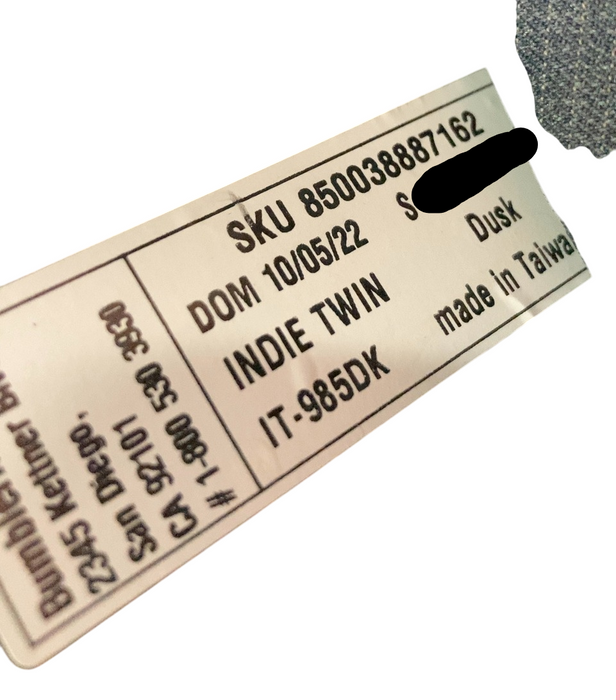 SKU 850038887162
DOM 10/05/22 S
INDIE TWIN Dusk
IT-985DK made in Taiwa
2345 Kettner
San Diego,
CA 92101
# 1-800 530 3930